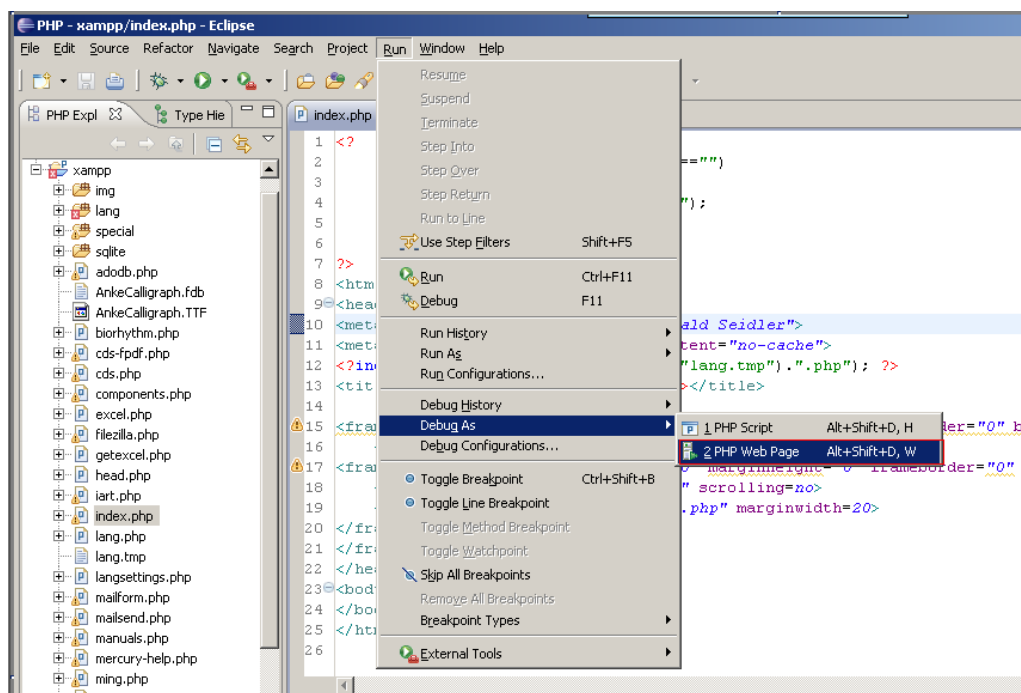 PHP - xampp/index.php - Eclipse
File Edit Source Refactor Navigate Search Project Run Window Help
PHP Expl Type Hie
xampp
img
lang
special
sqlite
adodb.php
AnkeCalligraph.fdb
AnkeCalligraph.TTF
biorhythm.php
cds-fpdf.php
cds.php
components.php
excel.php
filezilla.php
getexcel.php
head.php
iart.php
index.php
lang.php
lang.tmp
langsettings.php
mailform.php
mailsend.php
manuals.php
mercury-help.php
ming.php
index.php
1 <?
2 =="")
3
4 ");
5
6
7 ?>
8 <htm
9 <hea
10 <meta ald Seidler">
11 <meta tent="no-cache">
12 <?in "lang.tmp").".php"); ?>
13 <tit ></title>
14
15 <fram der="0" b
16
17 <fram 0" marginheight="0" frameborder="0"
18 " scrolling=no>
19 .php" marginwidth=20>
20 </fra
21 </fr
22 </hea
23 <bod
24 </bo
25 </ht
26
Resume
Suspend
Terminate
Step Into
Step Over
Step Return
Run to Line
Use Step Filters Shift+F5
Run Ctrl+F11
Debug F11
Run History
Run As
Run Configurations...
Debug History
Debug As
Debug Configurations...
Toggle Breakpoint Ctrl+Shift+B
Toggle Line Breakpoint
Toggle Method Breakpoint
Toggle Watchpoint
Skip All Breakpoints
Remove All Breakpoints
Breakpoint Types
External Tools
1 PHP Script Alt+Shift+D, H
2 PHP Web Page Alt+Shift+D, W